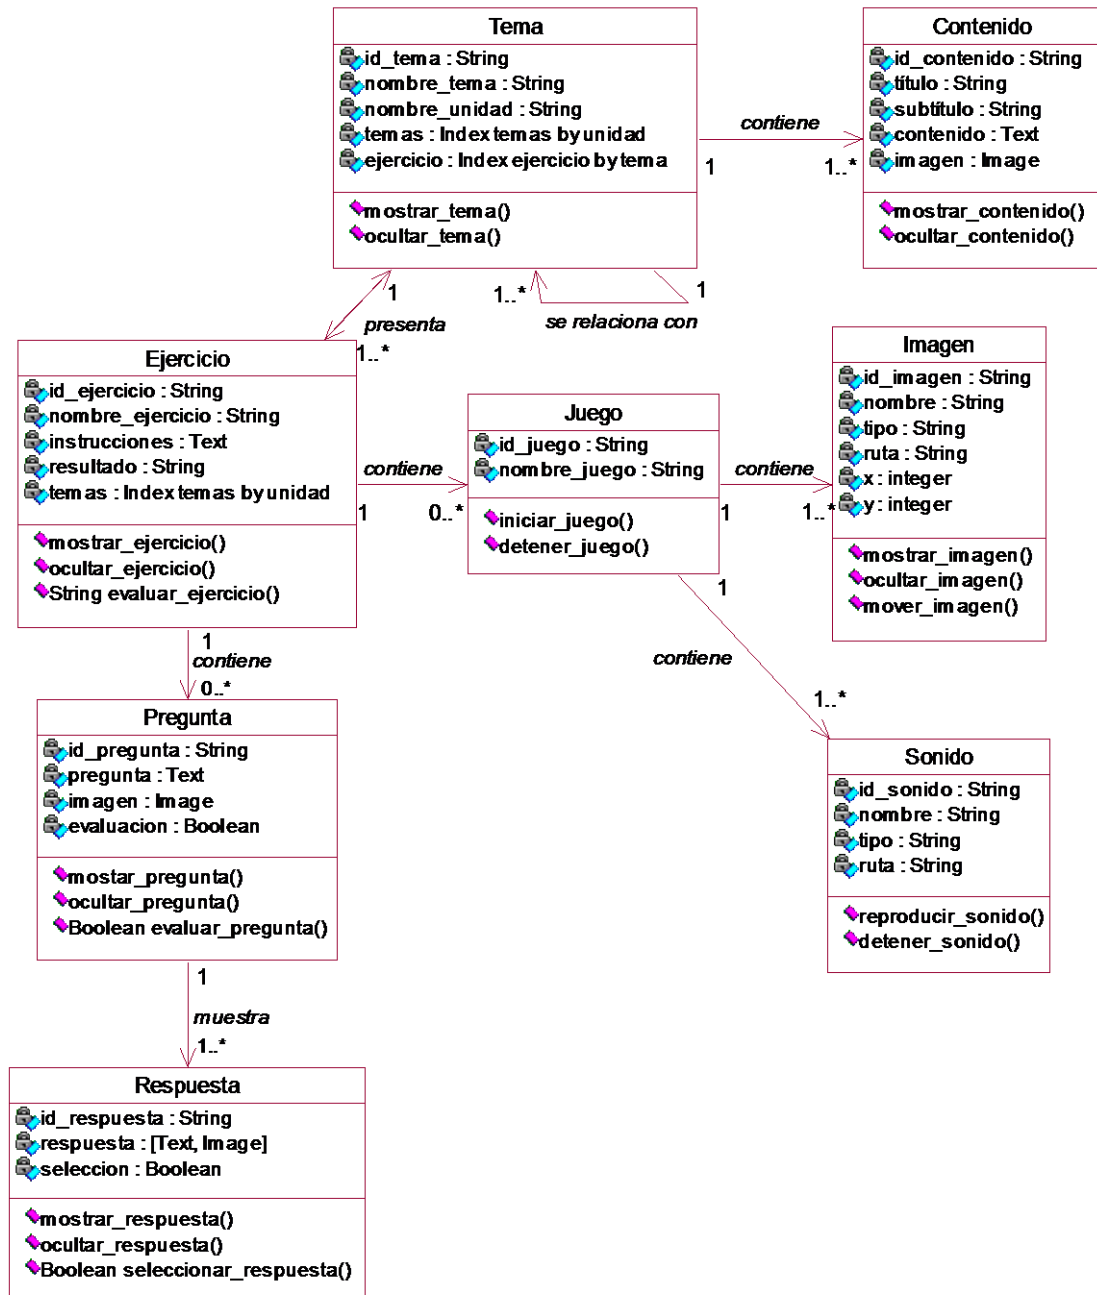 Tema
id_tema : String
nombre_tema : String
nombre_unidad : String
temas : Index temas by unidad
ejercicio : Index ejercicio by tema
mostrar_tema()
ocultar_tema()
contiene
1
1..*
Contenido
id_contenido : String
título : String
subtítulo : String
contenido : Text
imagen : Image
mostrar_contenido()
ocultar_contenido()
1
presenta
1..*
1..*
1
se relaciona con
Ejercicio
id_ejercicio : String
nombre_ejercicio : String
instrucciones : Text
resultado : String
temas : Index temas by unidad
mostrar_ejercicio()
ocultar_ejercicio()
String evaluar_ejercicio()
contiene
1
0..*
Juego
id_juego : String
nombre_juego : String
iniciar_juego()
detener_juego()
contiene
1
1..*
Imagen
id_imagen : String
nombre : String
tipo : String
ruta : String
x : integer
y : integer
mostrar_imagen()
ocultar_imagen()
mover_imagen()
1
contiene
1..*
1
contiene
0..*
Pregunta
id_pregunta : String
pregunta : Text
imagen : Image
evaluacion : Boolean
mostar_pregunta()
ocultar_pregunta()
Boolean evaluar_pregunta()
Sonido
id_sonido : String
nombre : String
tipo : String
ruta : String
reproducir_sonido()
detener_sonido()
1
muestra
1..*
Respuesta
id_respuesta : String
respuesta : [Text, Image]
seleccion : Boolean
mostrar_respuesta()
ocultar_respuesta()
Boolean seleccionar_respuesta()